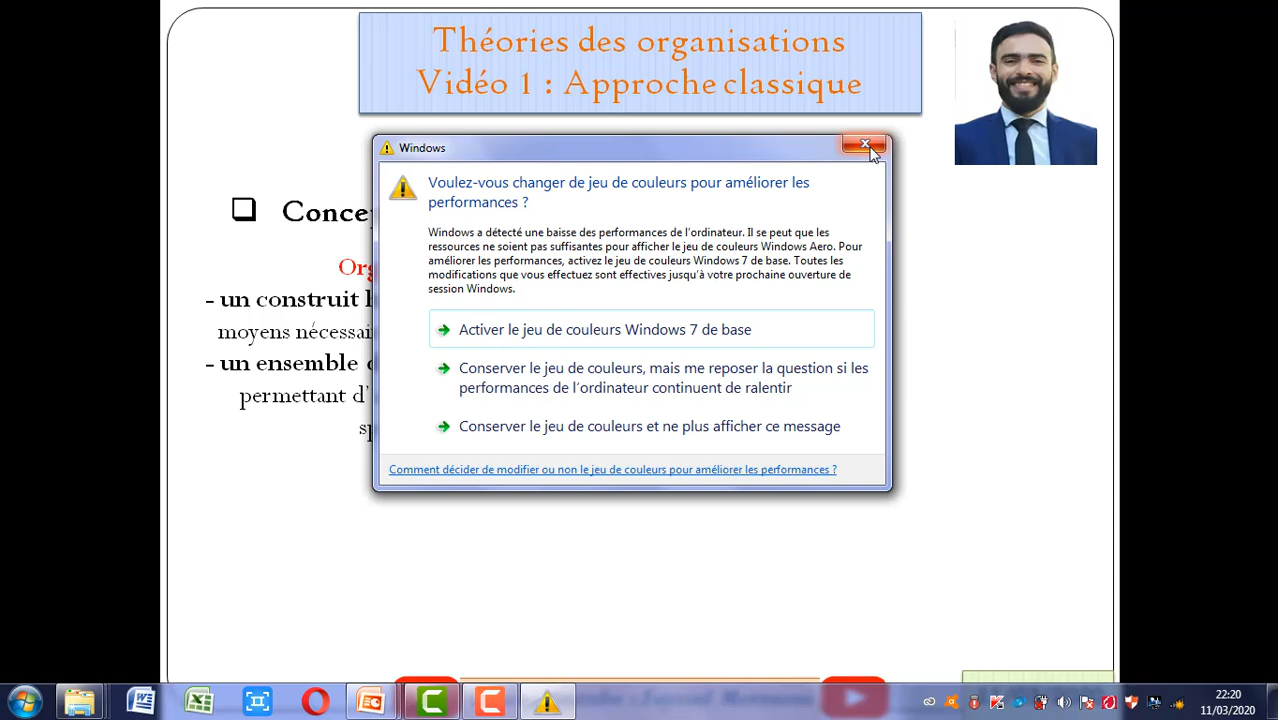 Théories des organisations
Vidéo 1 : Approche classique
Windows
Voulez-vous changer de jeu de couleurs pour améliorer les
performances ?
Windows a détecté une baisse des performances de l'ordinateur. Il se peut que les
ressources ne soient pas suffisantes pour afficher le jeu de couleurs Windows Aero. Pour
améliorer les performances, activez le jeu de couleurs Windows 7 de base. Toutes les
modifications que vous effectuez sont effectives jusqu'à votre prochaine ouverture de
session Windows.
Activer le jeu de couleurs Windows 7 de base
Conserver le jeu de couleurs, mais me reposer la question si les
performances de l'ordinateur continuent de ralentir
Conserver le jeu de couleurs et ne plus afficher ce message
Comment décider de modifier ou non le jeu de couleurs pour améliorer les performances ?
- un construit
moyens
- un ensemble
permettant d'
22:20
11/03/2020